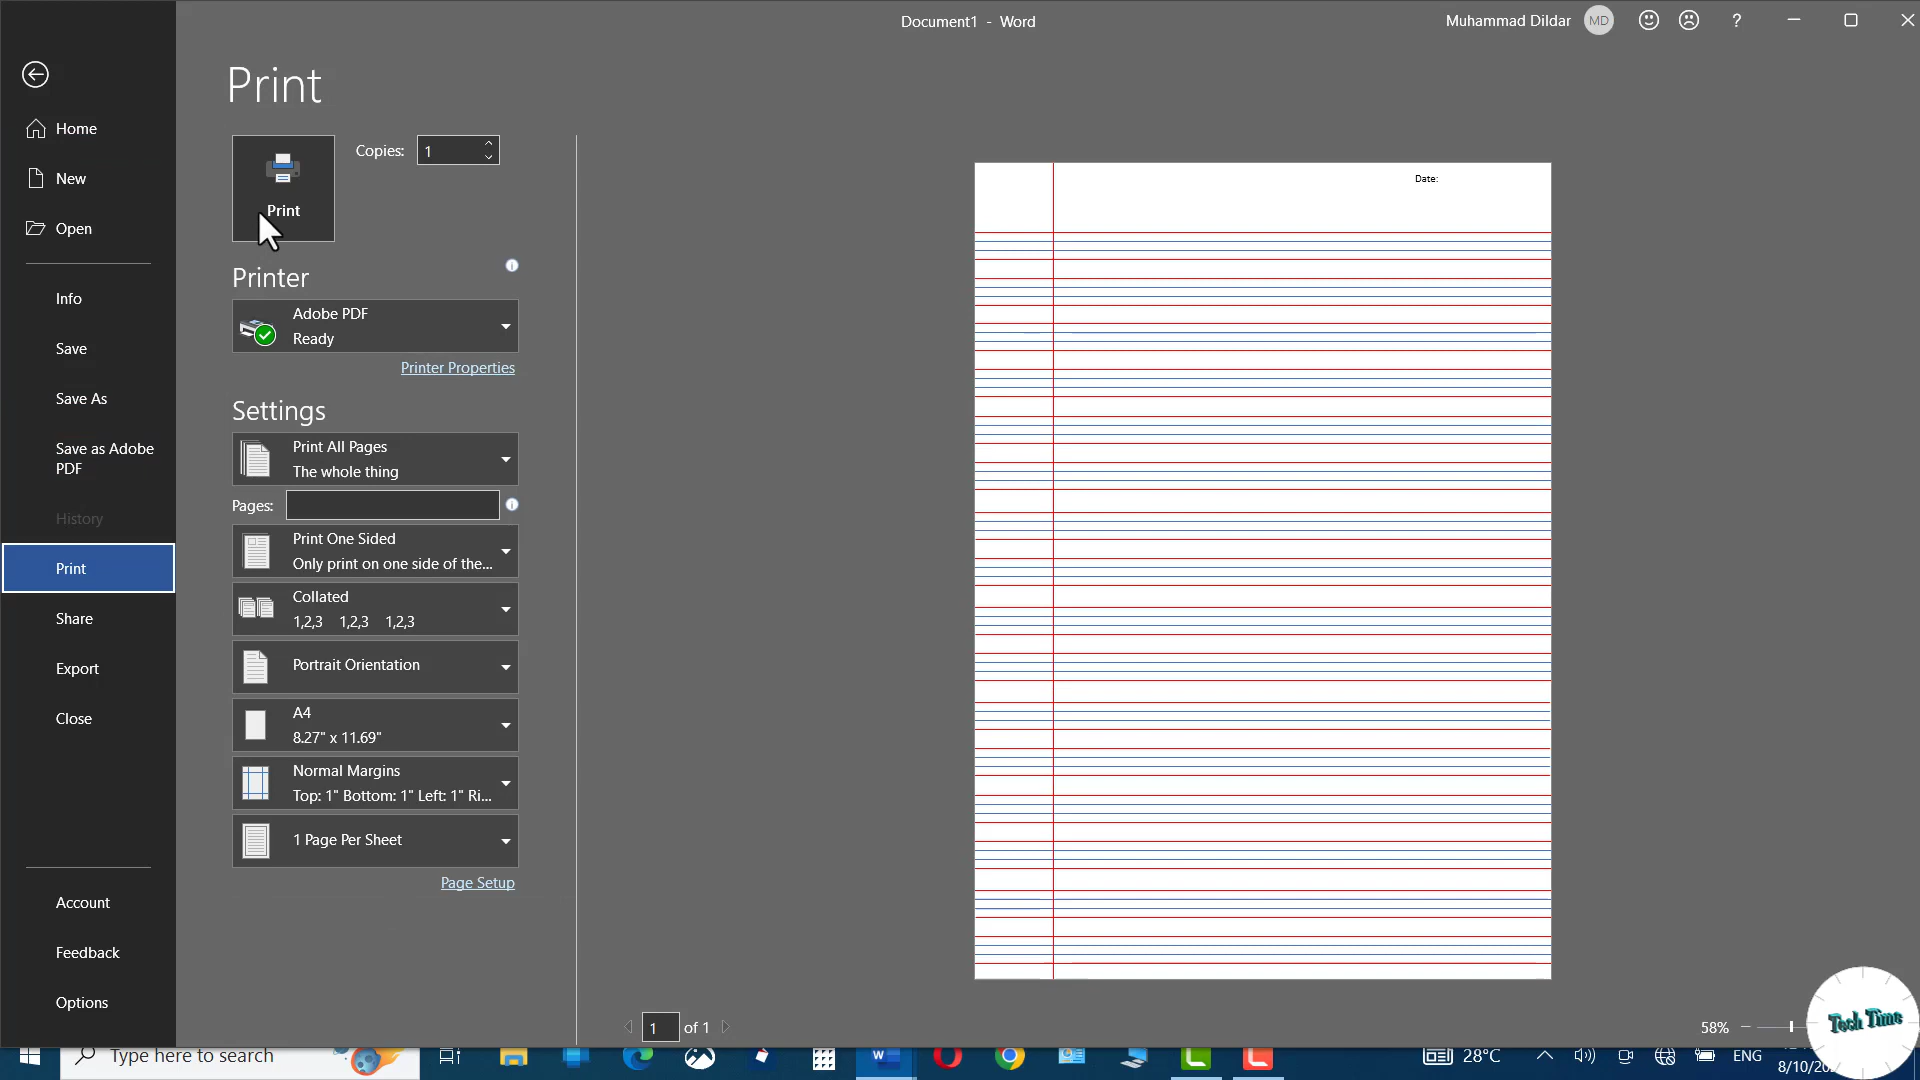 Document1 - Word
Muhammad Dildar
MD
?
Print
Home
New
Open
Info
Save
Save As
Save as Adobe
PDF
History
Print
Share
Export
Close
Account
Feedback
Options
Print
Copies:
1
Printer
Adobe PDF
Ready
Printer Properties
Settings
Print All Pages
The whole thing
Pages:
Print One Sided
Only print on one side of the...
Collated
1,2,3 1,2,3 1,2,3
Portrait Orientation
A4
8.27" x 11.69"
Normal Margins
Top: 1" Bottom: 1" Left: 1" Ri...
1 Page Per Sheet
Page Setup
Date:
1 of 1
58%
Tech Time
Type here to search
28°C
ENG